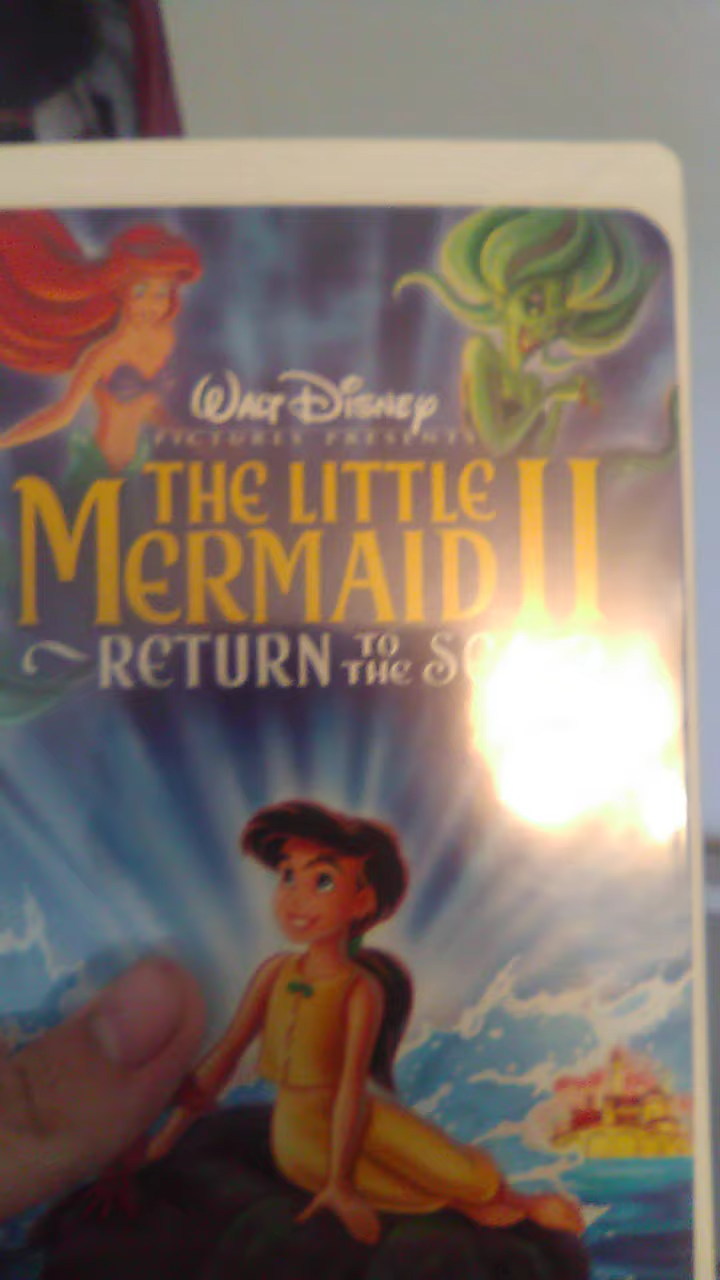 WALT DISNEY
PICTURES PRESENTS
THE LITTLE
MERMAID II
~RETURN TO THE